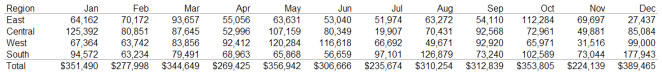 Region Jan Feb Mar Apr May Jun Jul Aug Sep Oct Nov Dec
East 64,162 70,172 93,657 55,056 63,631 53,040 51,974 63,272 54,110 112,284 69,697 27,437
Central 125,392 80,851 87,645 52,996 107,159 80,349 19,907 70,431 92,568 72,961 49,881 85,084
West 67,364 63,742 83,856 92,412 120,284 116,618 66,692 49,671 92,920 65,971 31,516 99,000
South 94,572 63,234 79,491 68,963 65,868 56,659 97,101 126,879 73,240 102,589 73,044 177,943
Total $351,490 $277,998 $344,649 $269,425 $356,942 $306,666 $235,674 $310,254 $312,839 $353,805 $224,139 $389,465